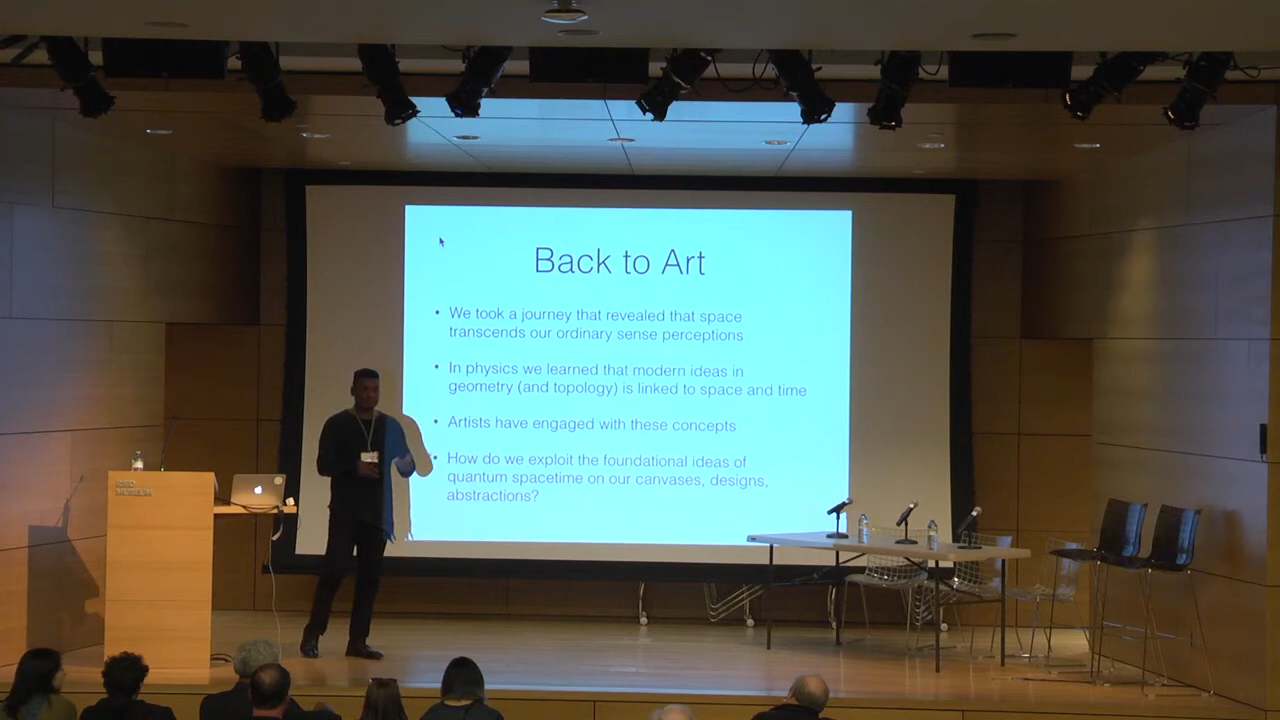 Back to Art
• We took a journey that revealed that space
transcends our ordinary sense perceptions
• In physics we learned that modern ideas in
geometry (and topology) is linked to space and time
• Artists have engaged with these concepts
• How do we exploit the foundational ideas of
quantum spacetime on our canvases, designs,
abstractions?
RISD
MUSEUM